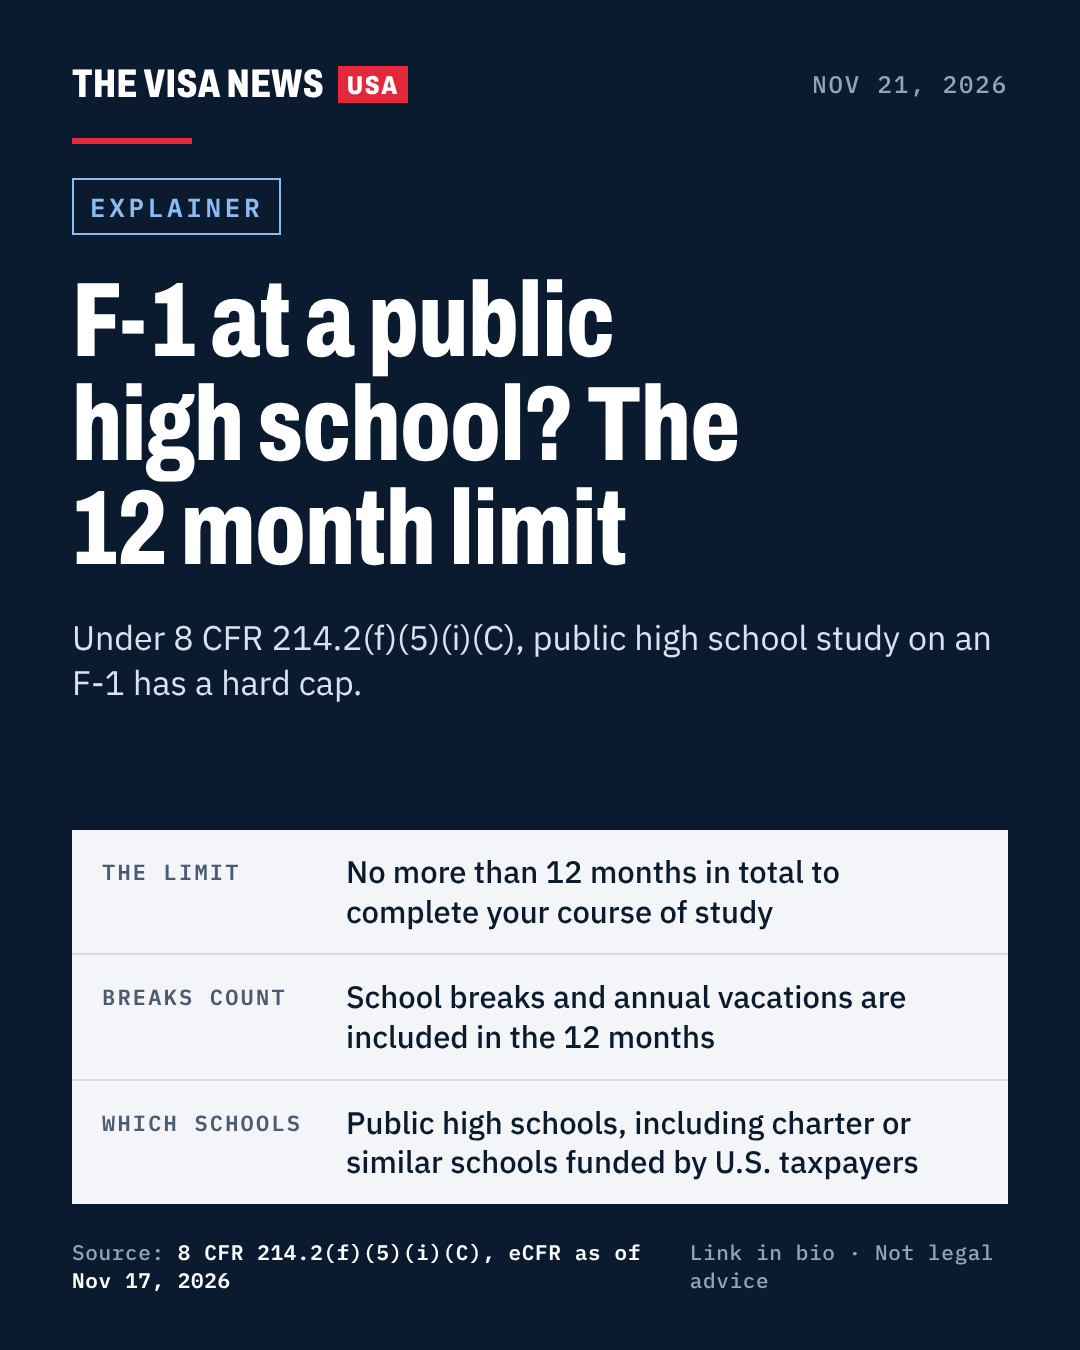 THE VISA NEWS USA
NOV 21, 2026
EXPLAINER
F-1 at a public
high school? The
12 month limit
Under 8 CFR 214.2(f)(5)(i)(C), public high school study on an
F-1 has a hard cap.
THE LIMIT
No more than 12 months in total to
complete your course of study
BREAKS COUNT
School breaks and annual vacations are
included in the 12 months
WHICH SCHOOLS
Public high schools, including charter or
similar schools funded by U.S. taxpayers
Source: 8 CFR 214.2(f)(5)(i)(C), eCFR as of
Nov 17, 2026
Link in bio · Not legal
advice